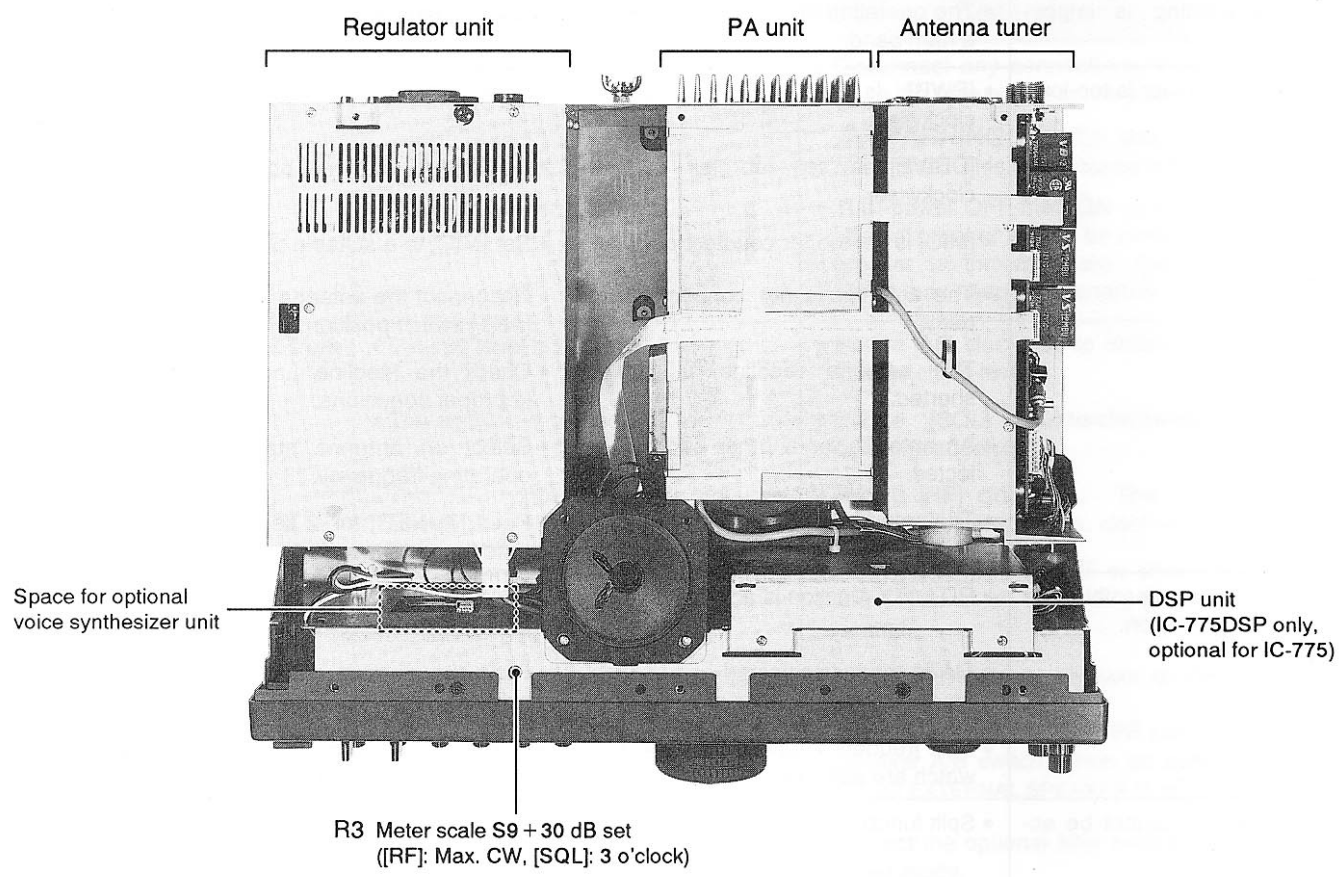 Regulator unit
PA unit
Antenna tuner
Space for optional
voice synthesizer unit
DSP unit
(IC-775DSP only,
optional for IC-775)
R3 Meter scale S9 + 30 dB set
([RF]: Max. CW, [SQL]: 3 o'clock)